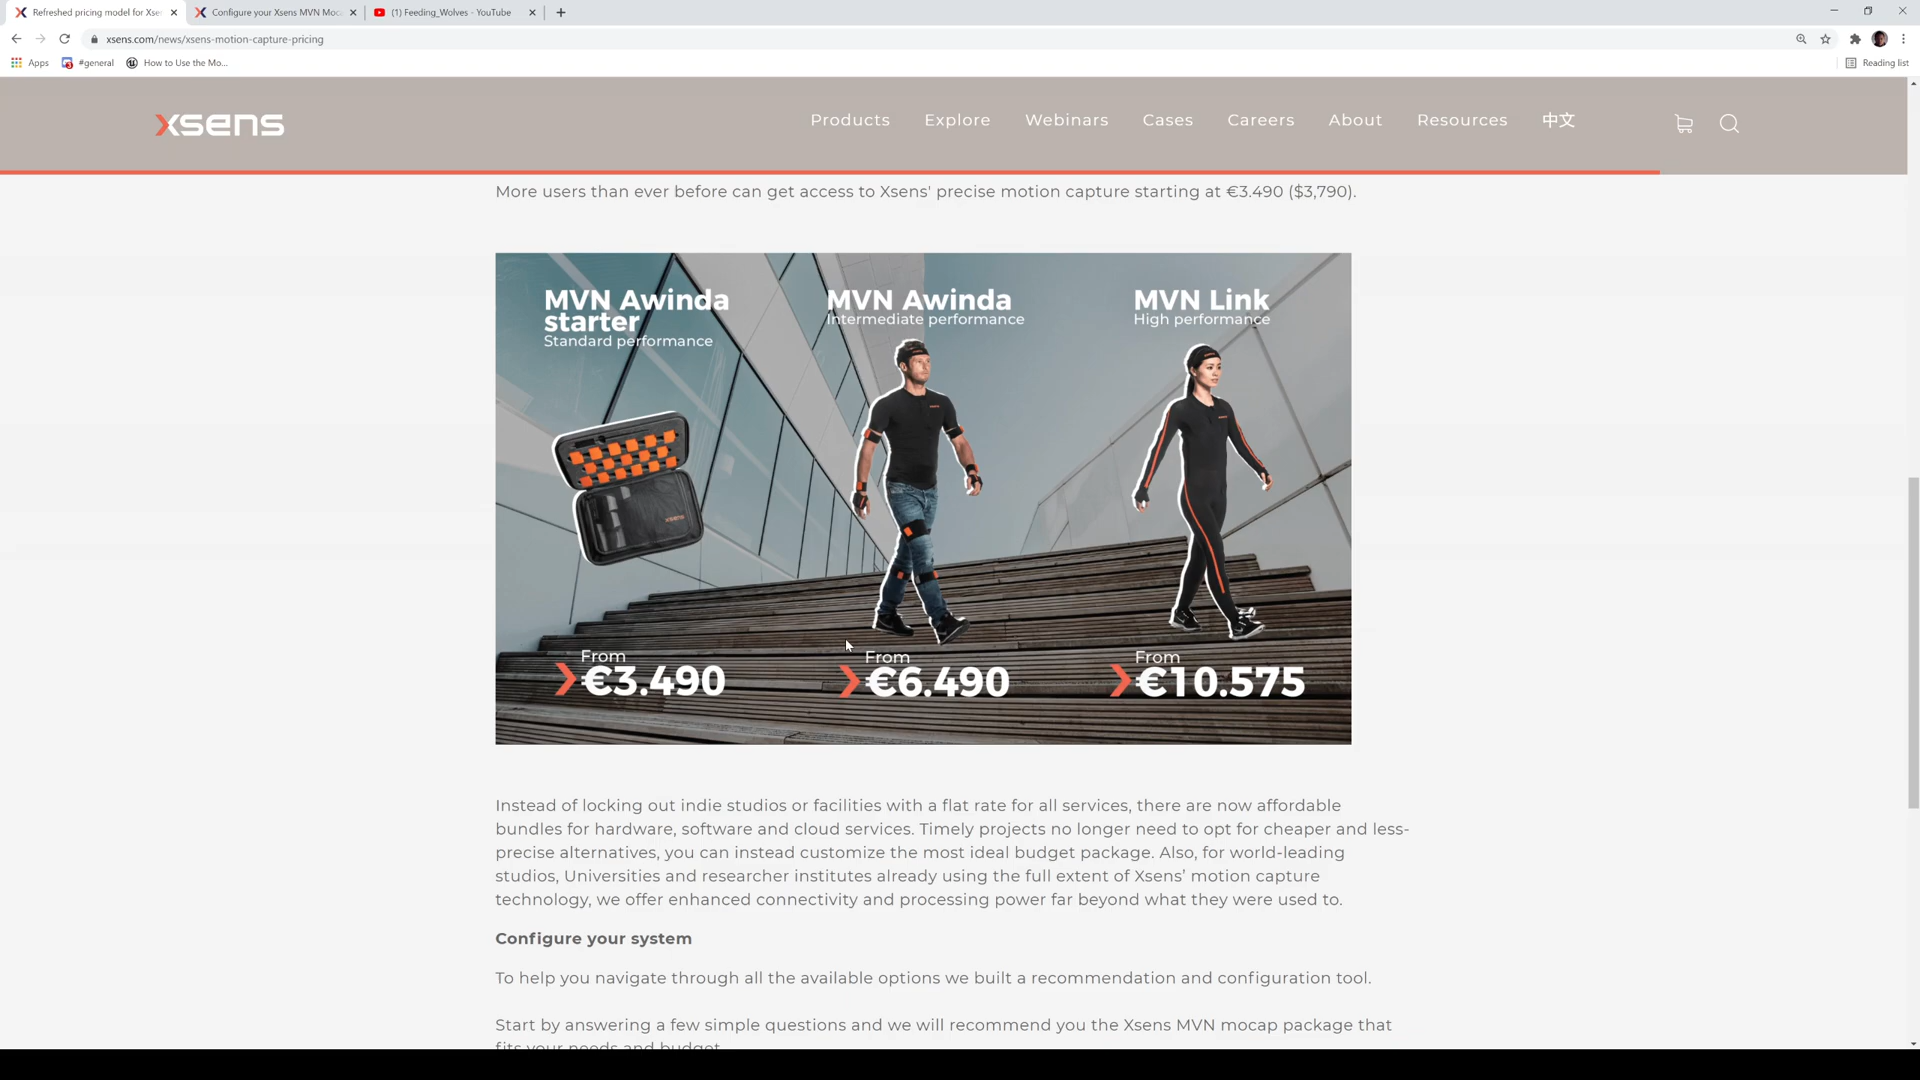 Refreshed pricing model for Xse
Configure your Xsens MVN Moc
(1) Feeding_Wolves - YouTube
xsens.com/news/xsens-motion-capture-pricing
Apps
#general
How to Use the Mo...
Reading list
xsens
Products
Explore
Webinars
Cases
Careers
About
Resources
中文
More users than ever before can get access to Xsens' precise motion capture starting at €3.490 ($3,790).
MVN Awinda
starter
Standard performance
MVN Awinda
Intermediate performance
MVN Link
High performance
From
€3.490
From
€6.490
From
€10.575
Instead of locking out indie studios or facilities with a flat rate for all services, there are now affordable
bundles for hardware, software and cloud services. Timely projects no longer need to opt for cheaper and less-
precise alternatives, you can instead customize the most ideal budget package. Also, for world-leading
studios, Universities and researcher institutes already using the full extent of Xsens’ motion capture
technology, we offer enhanced connectivity and processing power far beyond what they were used to.
Configure your system
To help you navigate through all the available options we built a recommendation and configuration tool.
Start by answering a few simple questions and we will recommend you the Xsens MVN mocap package that
fits your needs and budget.